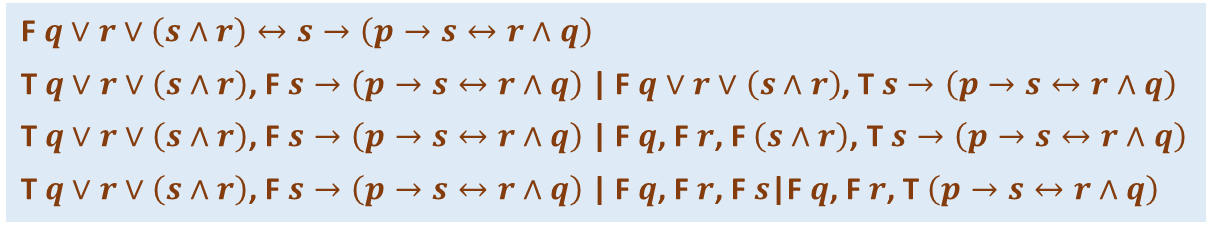 F q ∨ r ∨ (s ∧ r) ↔ s → (p → s ↔ r ∧ q)
T q ∨ r ∨ (s ∧ r), F s → (p → s ↔ r ∧ q) | F q ∨ r ∨ (s ∧ r), T s → (p → s ↔ r ∧ q)
T q ∨ r ∨ (s ∧ r), F s → (p → s ↔ r ∧ q) | F q, F r, F (s ∧ r), T s → (p → s ↔ r ∧ q)
T q ∨ r ∨ (s ∧ r), F s → (p → s ↔ r ∧ q) | F q, F r, F s|F q, F r, T (p → s ↔ r ∧ q)